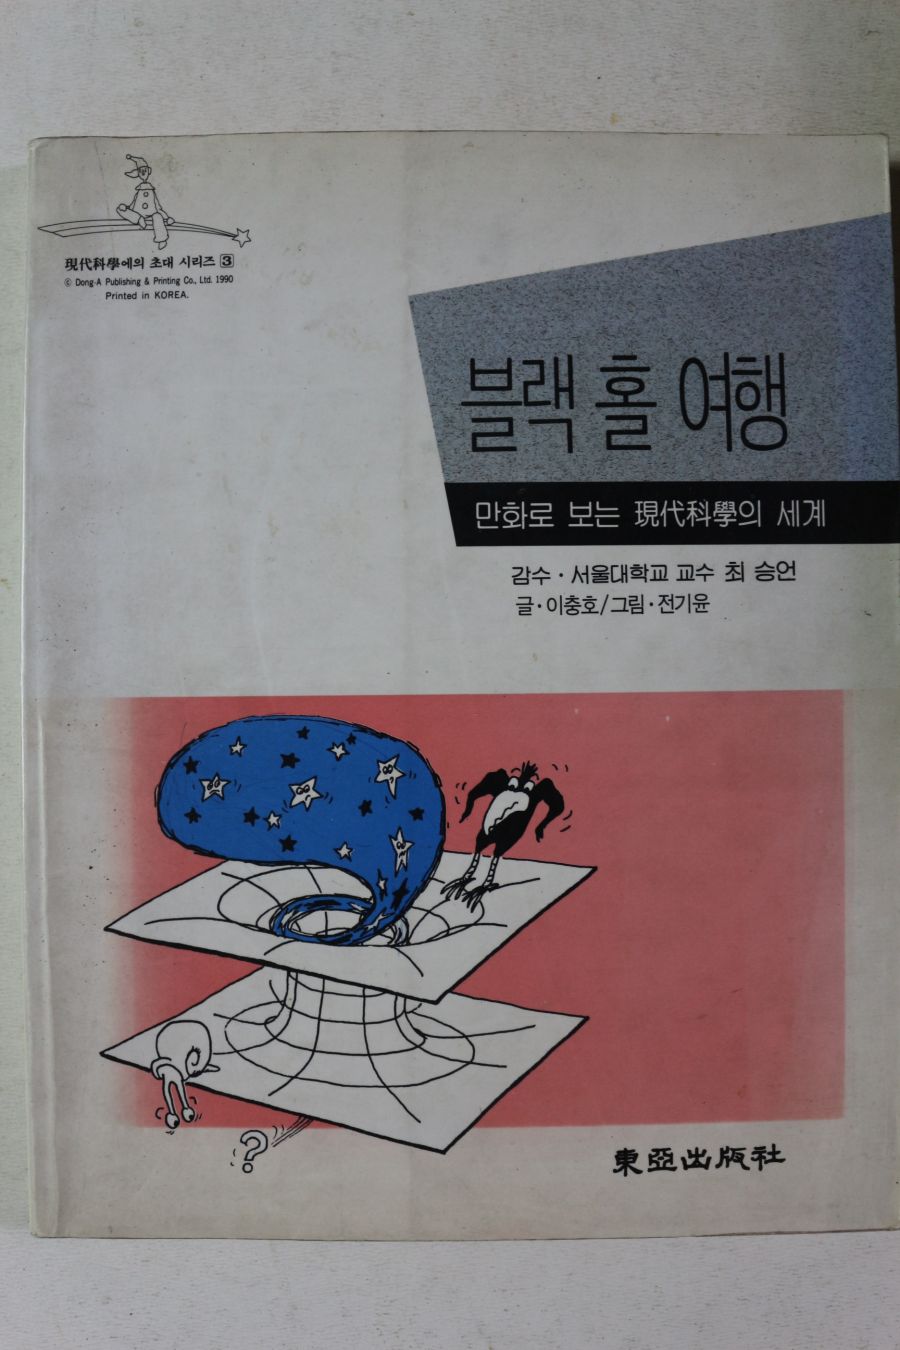 現代科學에의 초대 시리즈 3
© Dong-A Publishing & Printing Co., Ltd. 1990
Printed in KOREA.
블랙 홀 여행
만화로 보는 現代科學의 세계
감수·서울대학교 교수 최 승언
글·이충호/그림·전기윤
?
東亞出版社